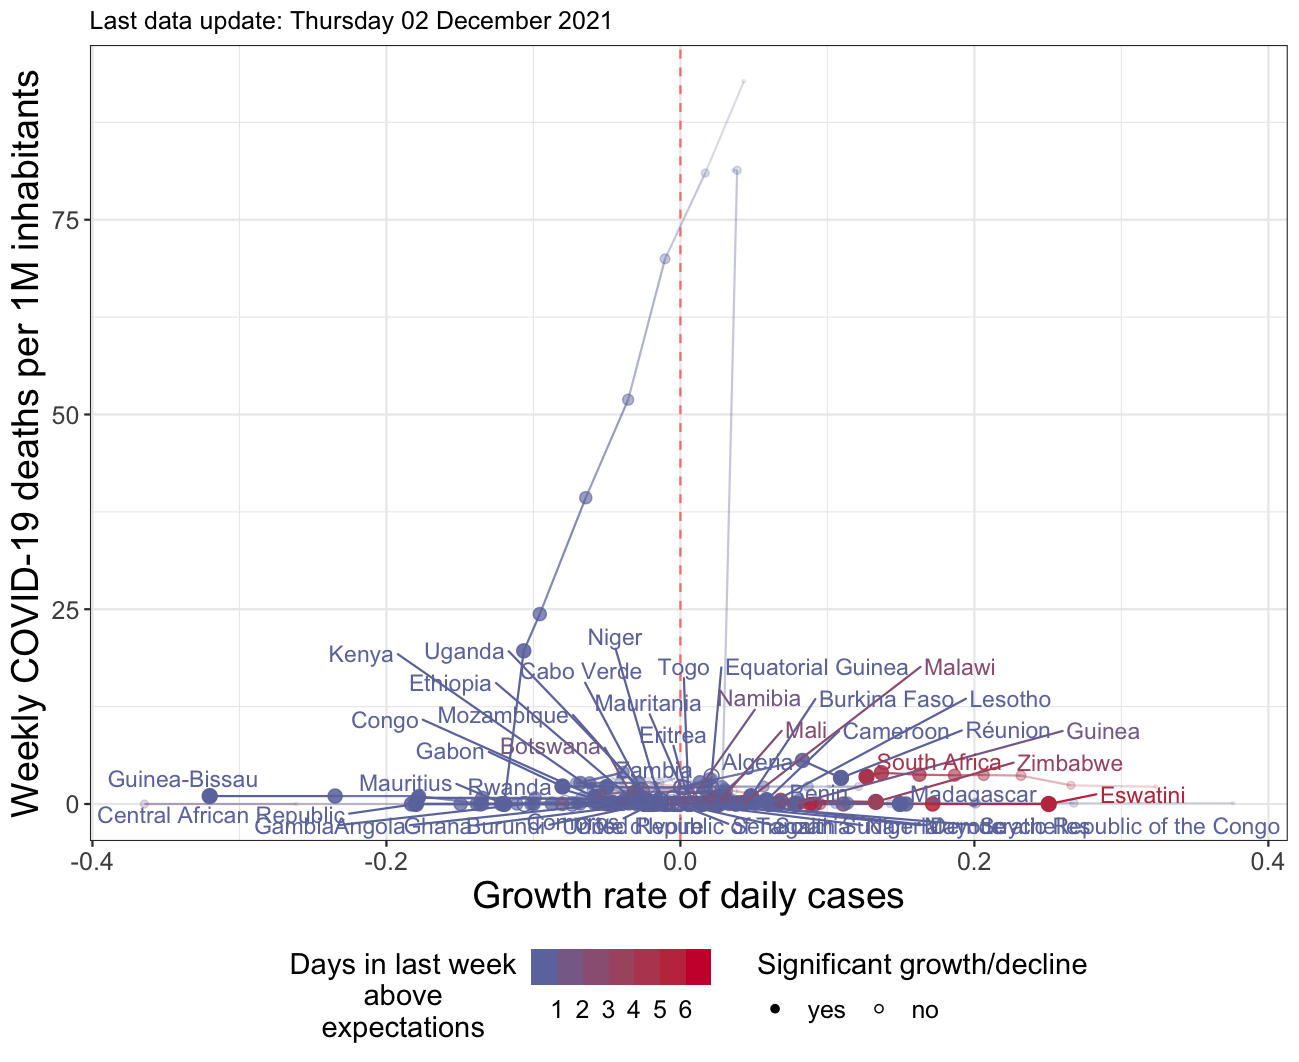 Last data update: Thursday 02 December 2021
Weekly COVID-19 deaths per 1M inhabitants
75
50
25
0
Niger
Kenya
Uganda
Cabo Verde
Togo
Equatorial Guinea
Malawi
Ethiopia
Mauritania
Namibia
Burkina Faso
Lesotho
Congo
Mozambique
Eritrea
Mali
Cameroon
Réunion
Guinea
Gabon
Botswana
Zambia
Algeria
South Africa
Zimbabwe
Guinea-Bissau
Mauritius
Rwanda
Benin
Madagascar
Eswatini
Central African Republic
Gambia
Angola
Ghana
Burundi
Comoros
Nigeria
Mayotte
Seychelles
Republic of the Congo
-0.4
-0.2
0.0
0.2
0.4
Growth rate of daily cases
Days in last week
above
expectations
1 2 3 4 5 6
Significant growth/decline
yes
no